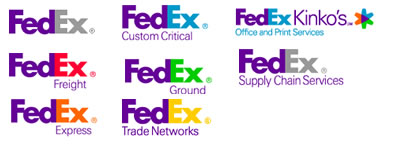 FedEx®
FedEx®
Freight
FedEx®
Express
FedEx®
Custom Critical
FedEx®
Ground
FedEx®
Trade Networks
FedEx Kinko's℠
Office and Print Services
FedEx®
Supply Chain Services